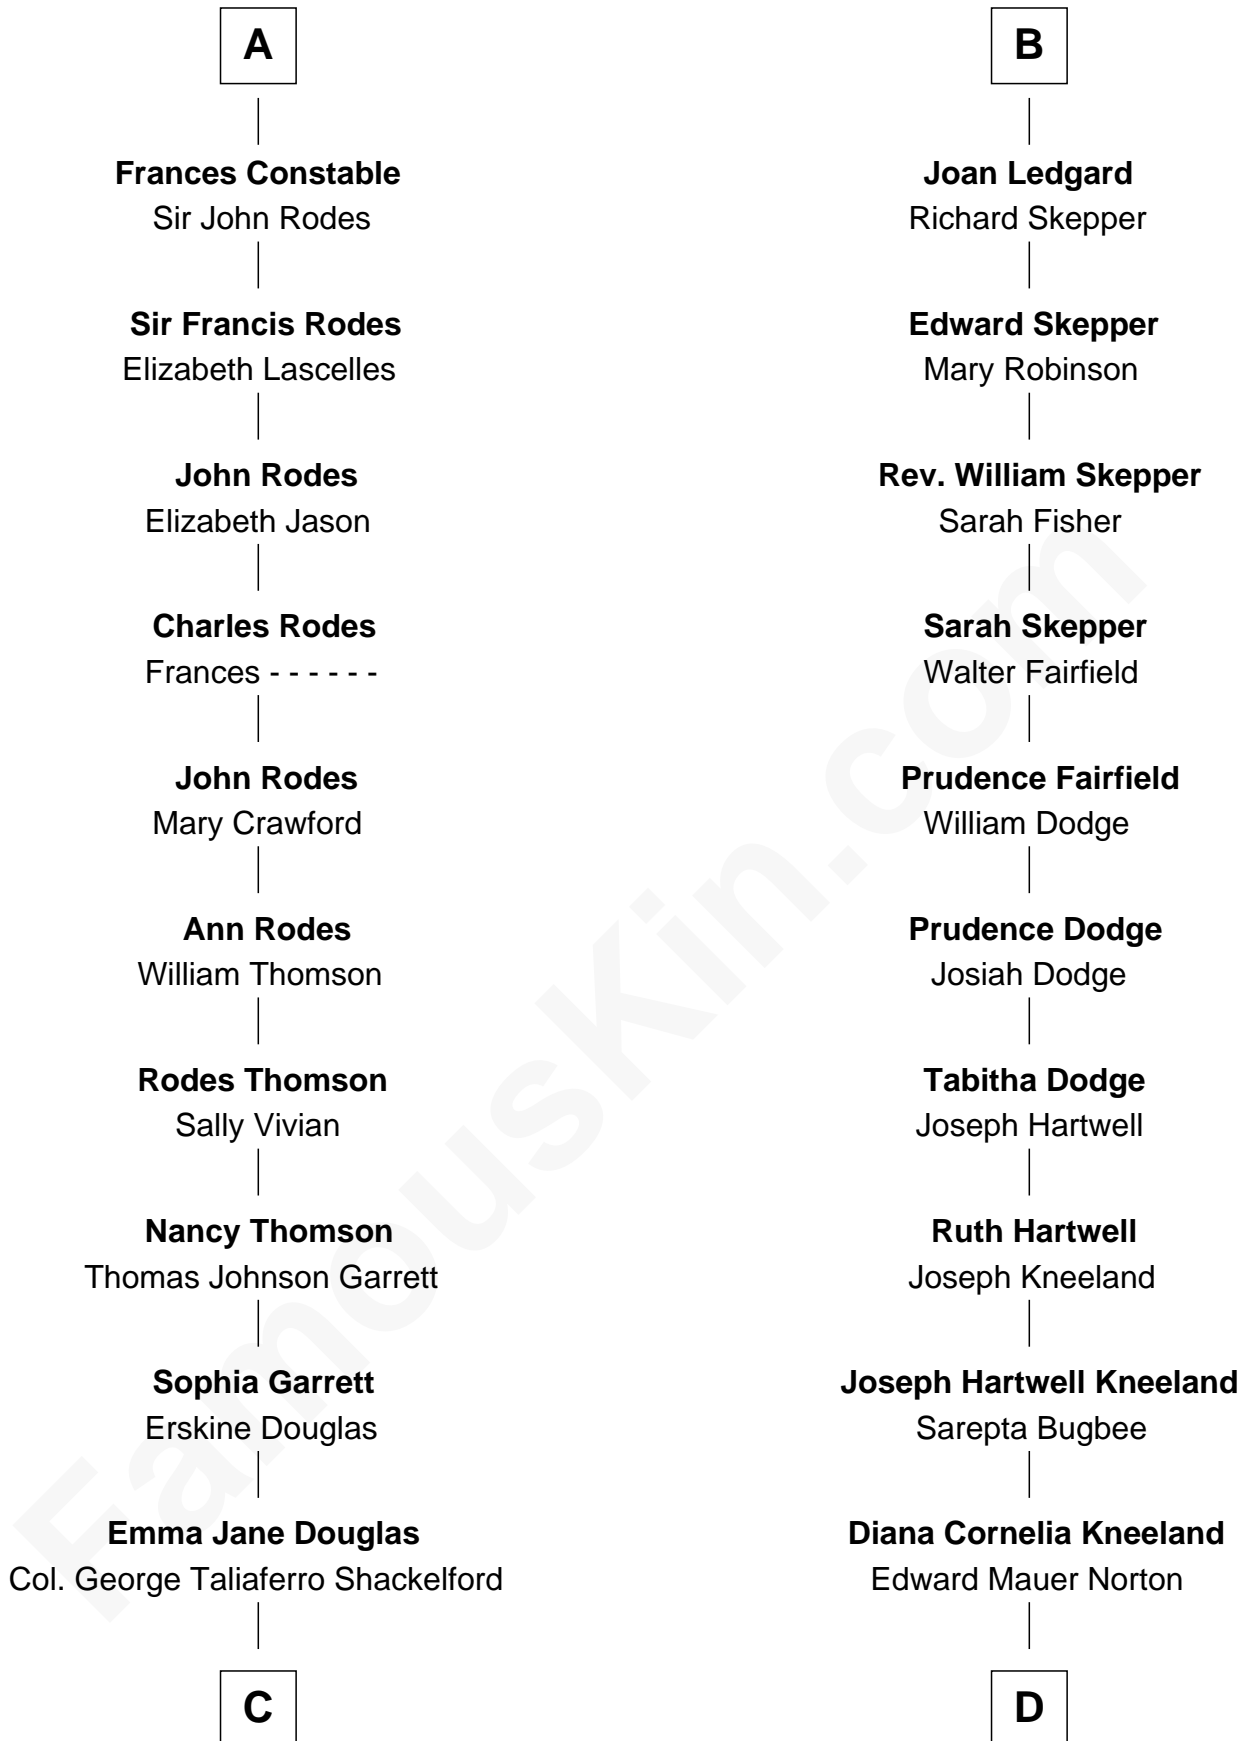 A
Frances Constable
Sir John Rodes
Sir Francis Rodes
Elizabeth Lascelles
John Rodes
Elizabeth Jason
Charles Rodes
Frances - - - - - -
John Rodes
Mary Crawford
Ann Rodes
William Thomson
Rodes Thomson
Sally Vivian
Nancy Thomson
Thomas Johnson Garrett
Sophia Garrett
Erskine Douglas
Emma Jane Douglas
Col. George Taliaferro Shackelford
C
B
Joan Ledgard
Richard Skepper
Edward Skepper
Mary Robinson
Rev. William Skepper
Sarah Fisher
Sarah Skepper
Walter Fairfield
Prudence Fairfield
William Dodge
Prudence Dodge
Josiah Dodge
Tabitha Dodge
Joseph Hartwell
Ruth Hartwell
Joseph Kneeland
Joseph Hartwell Kneeland
Sarepta Bugbee
Diana Cornelia Kneeland
Edward Mauer Norton
D
FamousKin.com